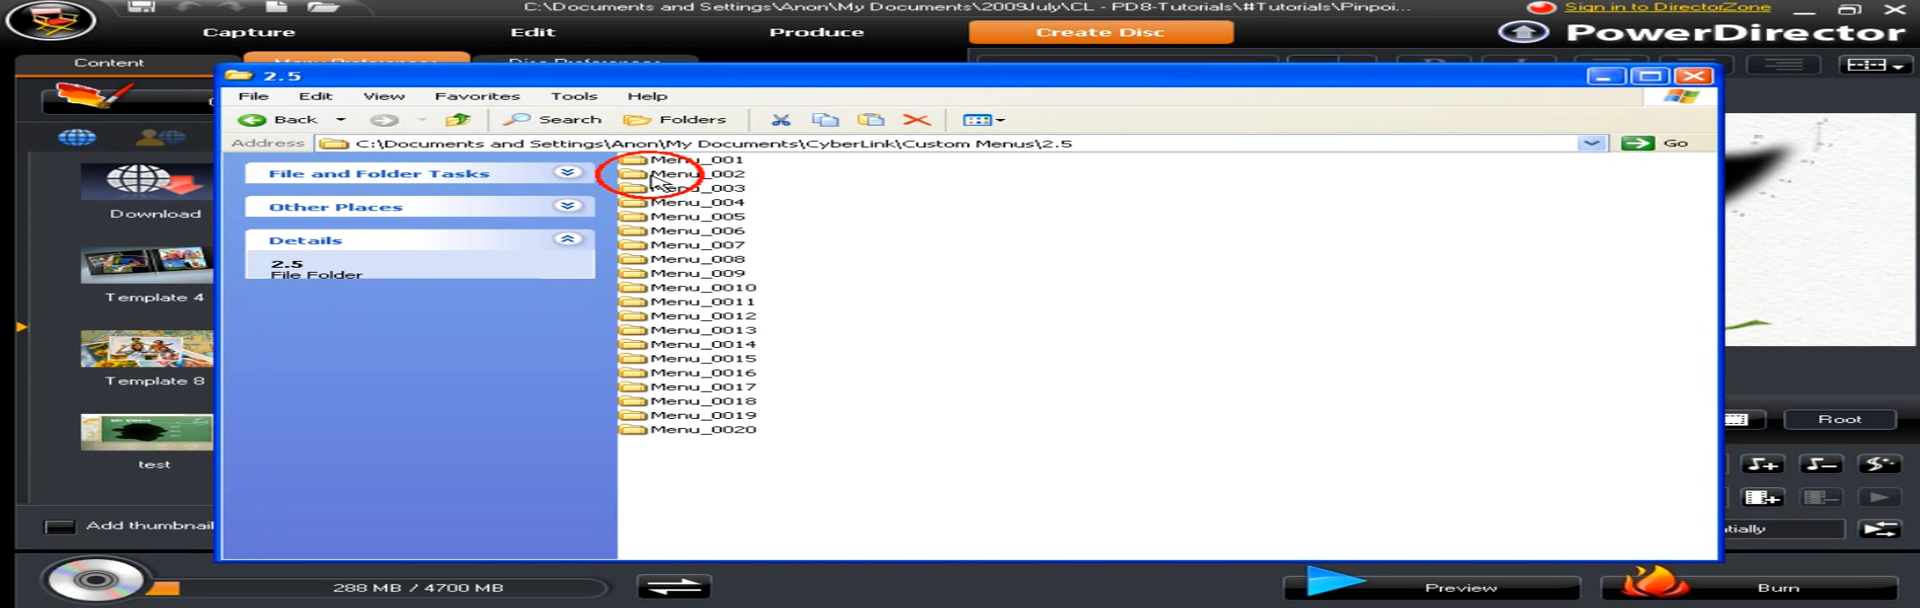 C:\Documents and Settings\Anon\My Documents\2009July\CL - PD8-Tutorials\#Tutorials\Pinpoi...
Sign in to DirectorZone
Capture
Edit
Produce
Create Disc
PowerDirector
Content
2.5
File Edit View Favorites Tools Help
Back Search Folders
Address C:\Documents and Settings\Anon\My Documents\CyberLink\Custom Menus\2.5 Go
File and Folder Tasks
Other Places
Details
2.5
File Folder
Menu_001
Menu_002
Menu_003
Menu_004
Menu_005
Menu_006
Menu_007
Menu_008
Menu_009
Menu_0010
Menu_0011
Menu_0012
Menu_0013
Menu_0014
Menu_0015
Menu_0016
Menu_0017
Menu_0018
Menu_0019
Menu_0020
Download
Template 4
Template 8
test
Add thumbnail
Root
tially
288 MB / 4700 MB
Preview
Burn